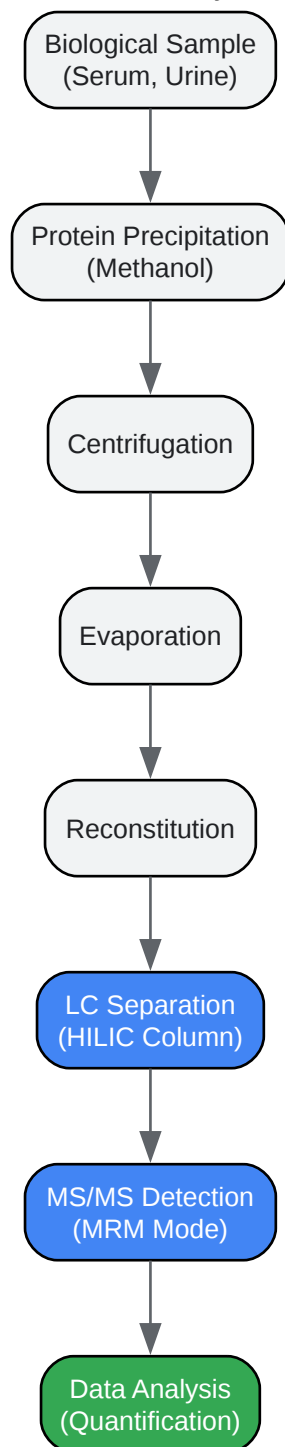 Biological Sample
(Serum, Urine)
Protein Precipitation
(Methanol)
Centrifugation
Evaporation
Reconstitution
LC Separation
(HILIC Column)
MS/MS Detection
(MRM Mode)
Data Analysis
(Quantification)